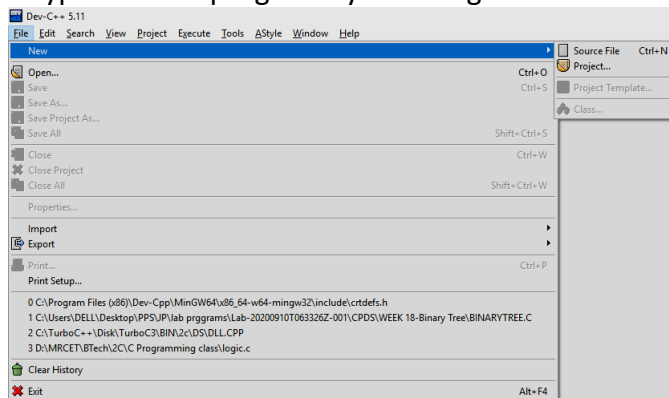 Dev-C++ 5.11
File Edit Search View Project Execute Tools AStyle Window Help
New
Source File Ctrl+N
Project...
Project Template...
Class...
Open... Ctrl+O
Save Ctrl+S
Save As...
Save Project As...
Save All Shift+Ctrl+S
Close Ctrl+W
Close Project
Close All Shift+Ctrl+W
Properties...
Import
Export
Print... Ctrl+P
Print Setup...
0 C:\Program Files (x86)\Dev-Cpp\MinGW64\x86_64-w64-mingw32\include\crtdefs.h
1 C:\Users\DELL\Desktop\PPS\JP\lab prggrams\Lab-20200910T063326Z-001\CPDS\WEEK 18-Binary Tree\BINARYTREE.C
2 C:\TurboC++\Disk\TurboC3\BIN\2c\DS\DLL.CPP
3 D:\MRCET\BTech\2C\C Programming class\logic.c
Clear History
Exit Alt+F4